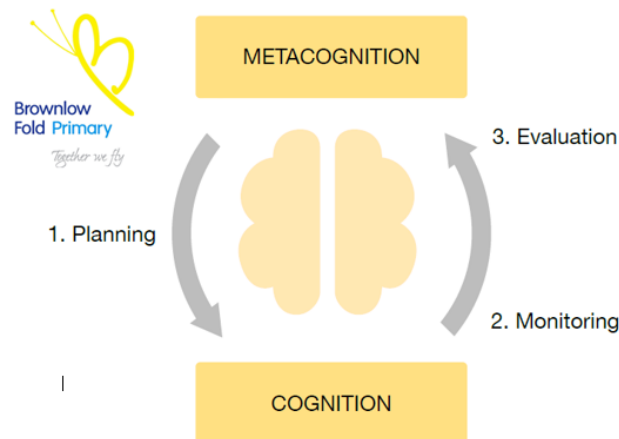 METACOGNITION
Brownlow
Fold Primary
Together we fly
3. Evaluation
1. Planning
2. Monitoring
COGNITION